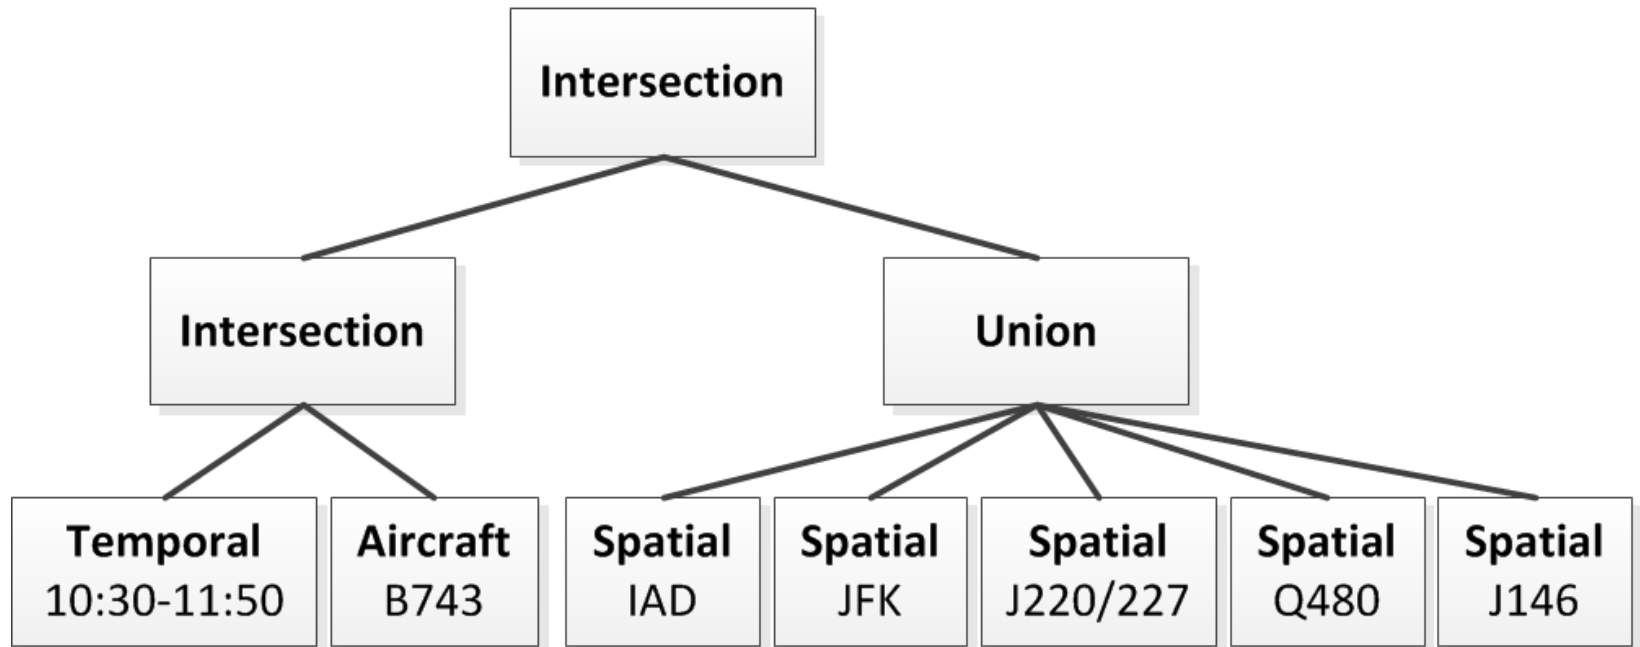 Intersection
Intersection
Union
Temporal
10:30-11:50
Aircraft
B743
Spatial
IAD
Spatial
JFK
Spatial
J220/227
Spatial
Q480
Spatial
J146